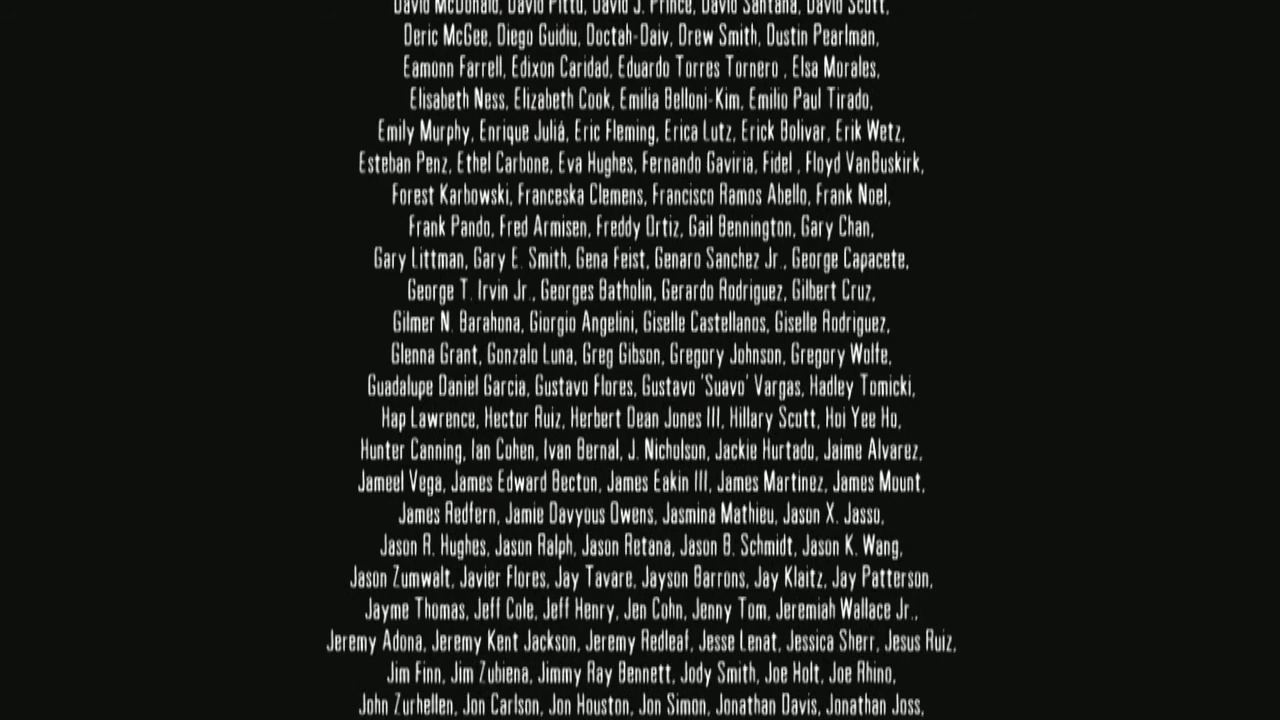 David McDonald, David Pittu, David J. Prince, David Santana, David Scott,
Deric McGee, Diego Guidiu, Doctah-Daiv, Drew Smith, Dustin Pearlman,
Eamonn Farrell, Edixon Caridad, Eduardo Torres Tornero , Elsa Morales,
Elisabeth Ness, Elizabeth Cook, Emilia Belloni-Kim, Emilio Paul Tirado,
Emily Murphy, Enrique Juliá, Eric Fleming, Erica Lutz, Erick Bolivar, Erik Wetz,
Esteban Penz, Ethel Carbone, Eva Hughes, Fernando Gaviria, Fidel , Floyd VanBuskirk,
Forest Karbowski, Franceska Clemens, Francisco Ramos Abello, Frank Noel,
Frank Pando, Fred Armisen, Freddy Ortiz, Gail Bennington, Gary Chan,
Gary Littman, Gary E. Smith, Gena Feist, Genaro Sanchez Jr., George Capacete,
George T. Irvin Jr., Georges Batholin, Gerardo Rodriguez, Gilbert Cruz,
Gilmer N. Barahona, Giorgio Angelini, Giselle Castellanos, Giselle Rodriguez,
Glenna Grant, Gonzalo Luna, Greg Gibson, Gregory Johnson, Gregory Wolfe,
Guadalupe Daniel Garcia, Gustavo Flores, Gustavo 'Suavo' Vargas, Hadley Tomicki,
Hap Lawrence, Hector Ruiz, Herbert Dean Jones III, Hillary Scott, Hoi Yee Ho,
Hunter Canning, Ian Cohen, Ivan Bernal, J. Nicholson, Jackie Hurtado, Jaime Alvarez,
Jameel Vega, James Edward Becton, James Eakin III, James Martinez, James Mount,
James Redfern, Jamie Davyous Owens, Jasmina Mathieu, Jason X. Jasso,
Jason R. Hughes, Jason Ralph, Jason Retana, Jason B. Schmidt, Jason K. Wang,
Jason Zumwalt, Javier Flores, Jay Tavare, Jayson Barrons, Jay Klaitz, Jay Patterson,
Jayme Thomas, Jeff Cole, Jeff Henry, Jen Cohn, Jenny Tom, Jeremiah Wallace Jr.,
Jeremy Adona, Jeremy Kent Jackson, Jeremy Redleaf, Jesse Lenat, Jessica Sherr, Jesus Ruiz,
Jim Finn, Jim Zubiena, Jimmy Ray Bennett, Jody Smith, Joe Holt, Joe Rhino,
John Zurhellen, Jon Carlson, Jon Houston, Jon Simon, Jonathan Davis, Jonathan Joss,